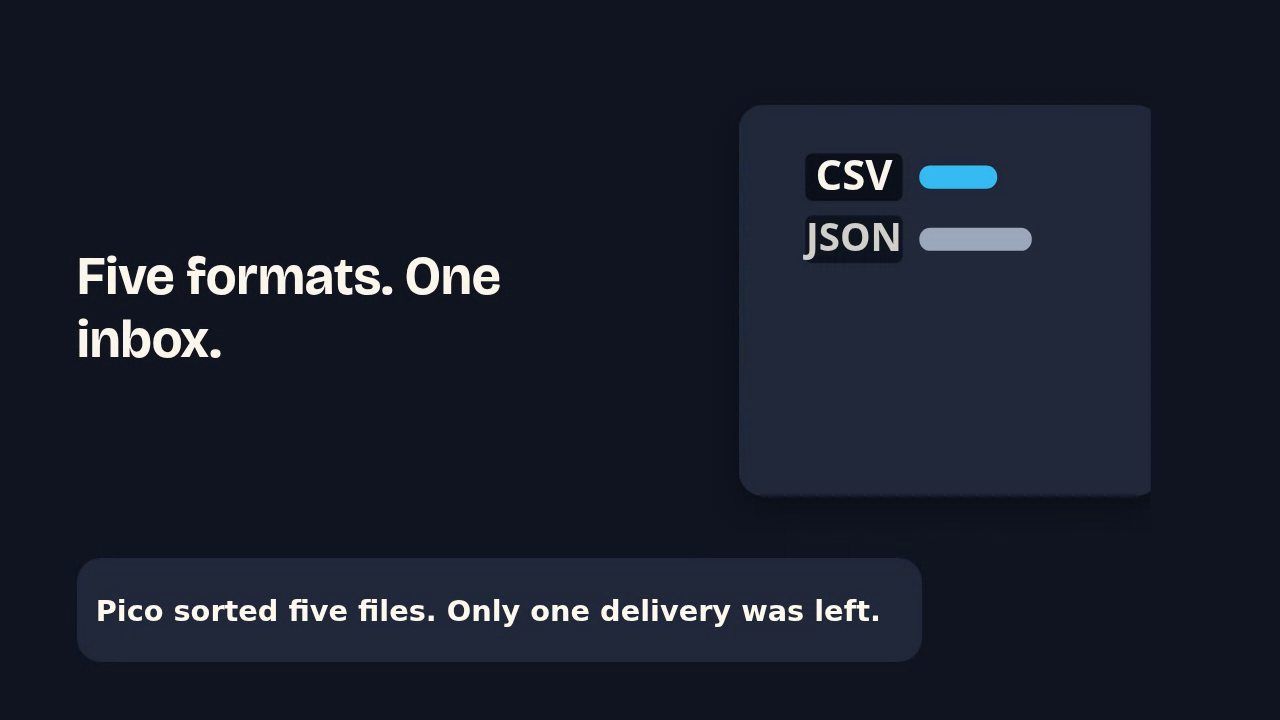 Five formats. One
inbox.
CSV
JSON
Pico sorted five files. Only one delivery was left.